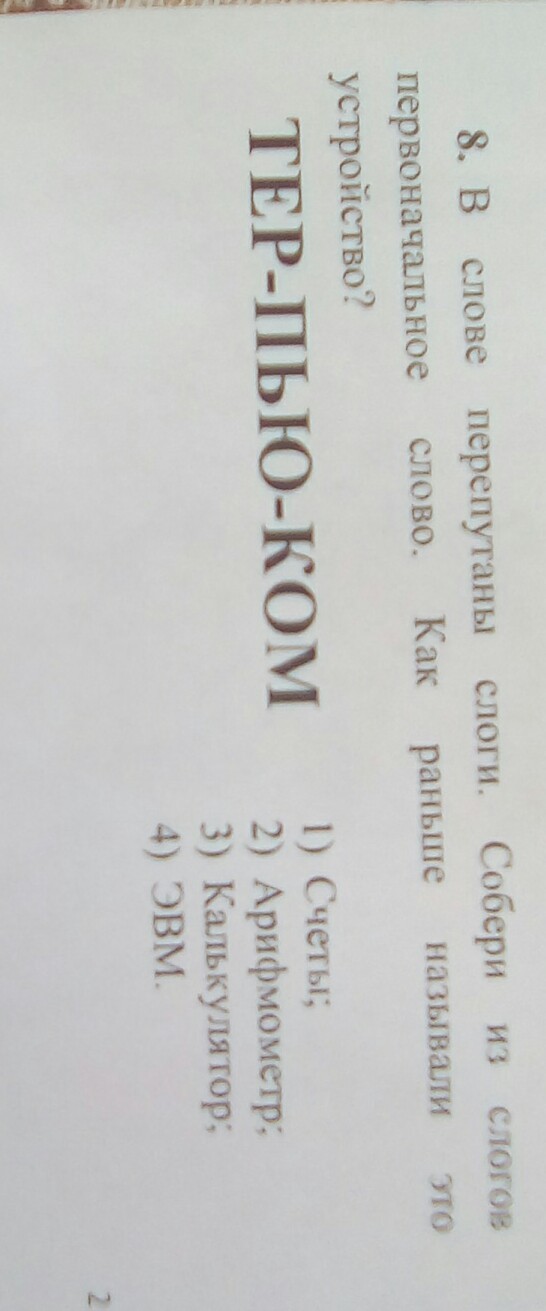 8. В слове перепутаны слоги. Собери из слогов
первоначальное слово. Как раньше называли это
устройство?
ТЕР-ПЬЮ-КОМ
1) Счеты;
2) Арифмометр;
3) Калькулятор;
4) ЭВМ.
2